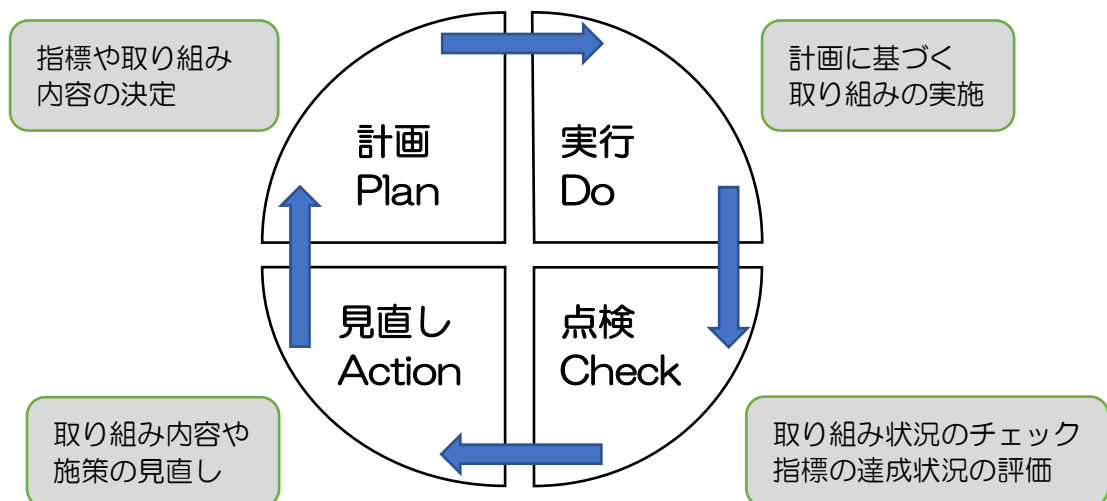 指標や取り組み
内容の決定
計画に基づく
取り組みの実施
計画
Plan
実行
Do
見直し
Action
点検
Check
取り組み内容や
施策の見直し
取り組み状況のチェック
指標の達成状況の評価